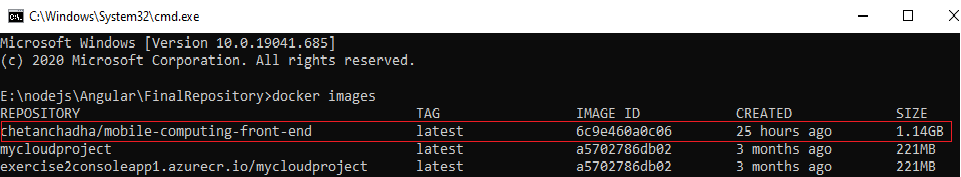 C:\Windows\System32\cmd.exe
Microsoft Windows [Version 10.0.19041.685]
(c) 2020 Microsoft Corporation. All rights reserved.
E:\nodejs\Angular\FinalRepository>docker images
REPOSITORY TAG IMAGE ID CREATED SIZE
chetanchadha/mobile-computing-front-end latest 6c9e460a0c06 25 hours ago 1.14GB
mycloudproject latest a5702786db02 3 months ago 221MB
exercise2consoleapp1.azurecr.io/mycloudproject latest a5702786db02 3 months ago 221MB